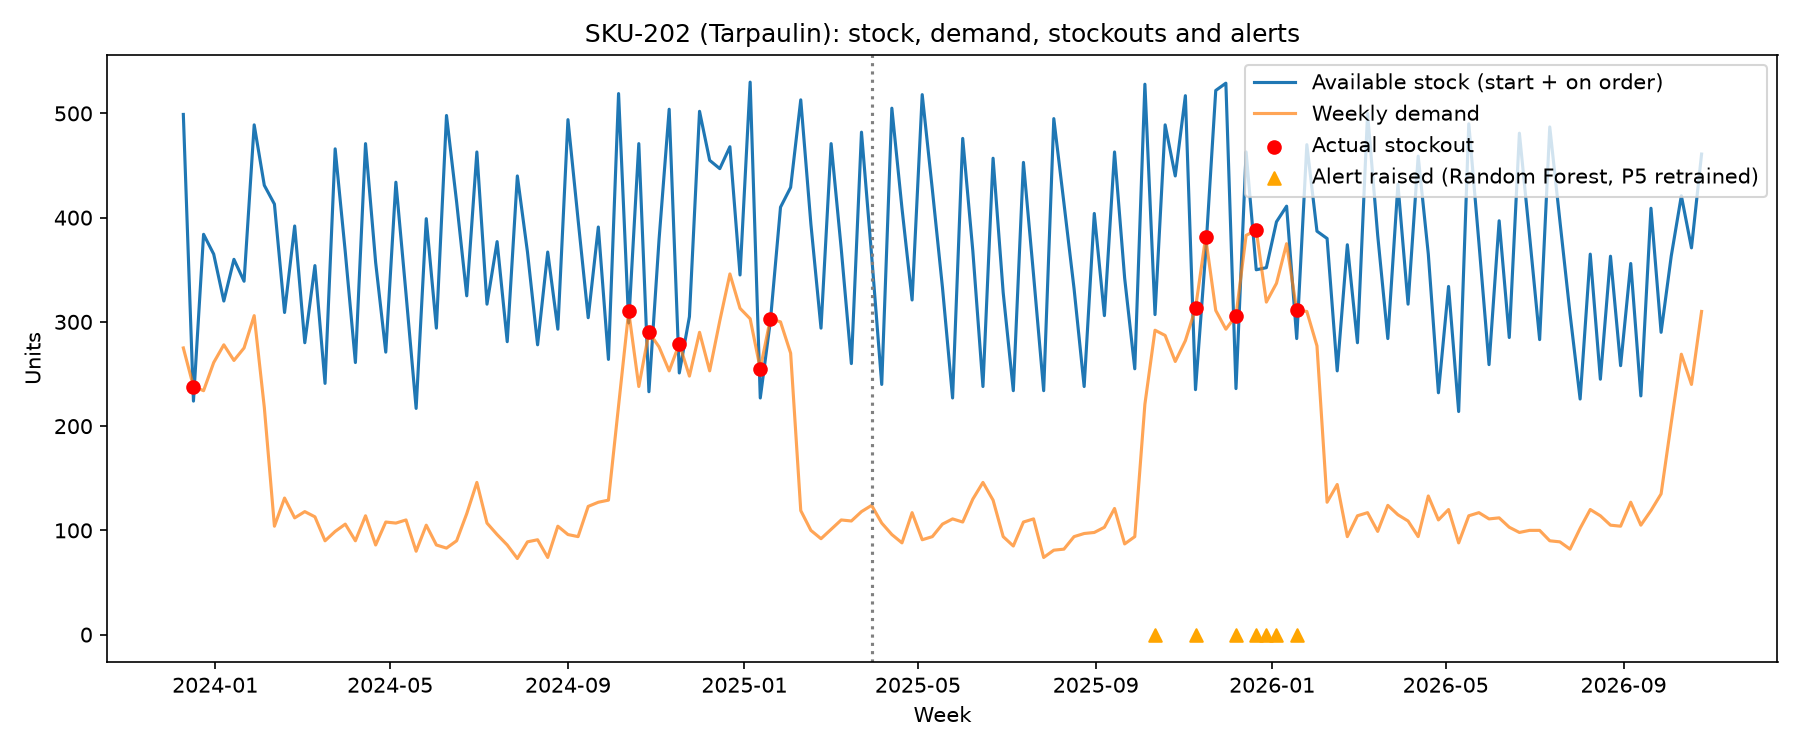 SKU-202 (Tarpaulin): stock, demand, stockouts and alerts
Available stock (start + on order)
Weekly demand
Actual stockout
Alert raised (Random Forest, P5 retrained)
Units
500
400
300
200
100
0
2024-01
2024-05
2024-09
2025-01
2025-05
2025-09
2026-01
2026-05
2026-09
Week